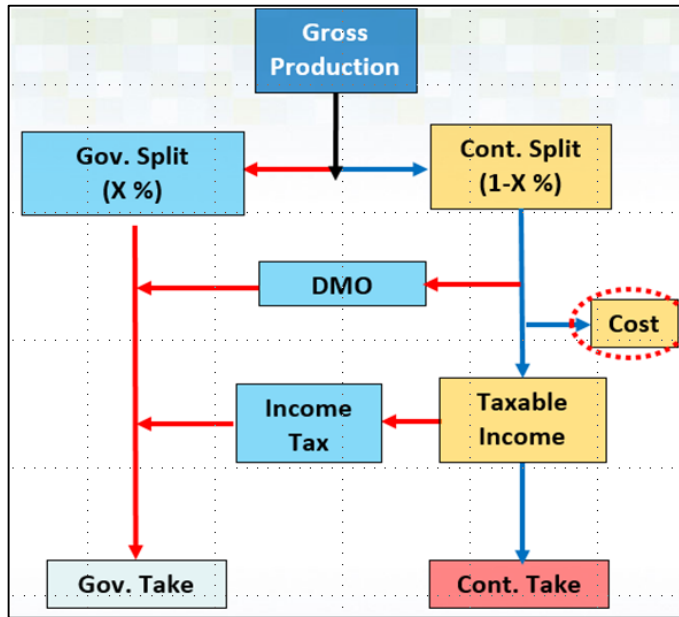 Gross
Production
Gov. Split
(X %)
Cont. Split
(1-X %)
DMO
Cost
Income
Tax
Taxable
Income
Gov. Take
Cont. Take